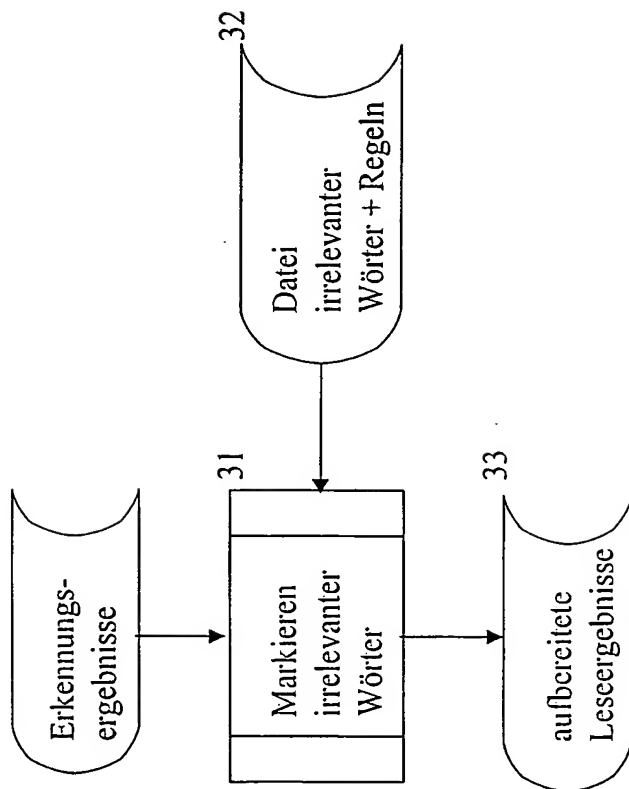 Erkennungs-
ergebnisse
31
Markieren
irrelevanter
Wörter
32
Datei
irrelevanter
Wörter + Regeln
33
aufbereitete
Leseergebnisse